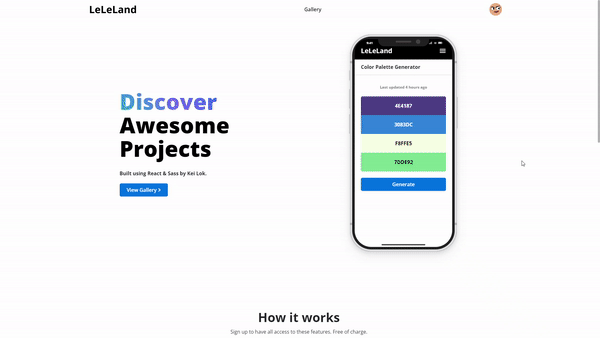 LeLeLand
Gallery
LeLeLand
Color Palette Generator
Last updated 4 hours ago
4E4187
3083DC
F8FFE5
7DDE92
Generate
Discover
Awesome
Projects
Built using React & Sass by Kei Lok.
View Gallery >
How it works
Sign up to have all access to these features. Free of charge.